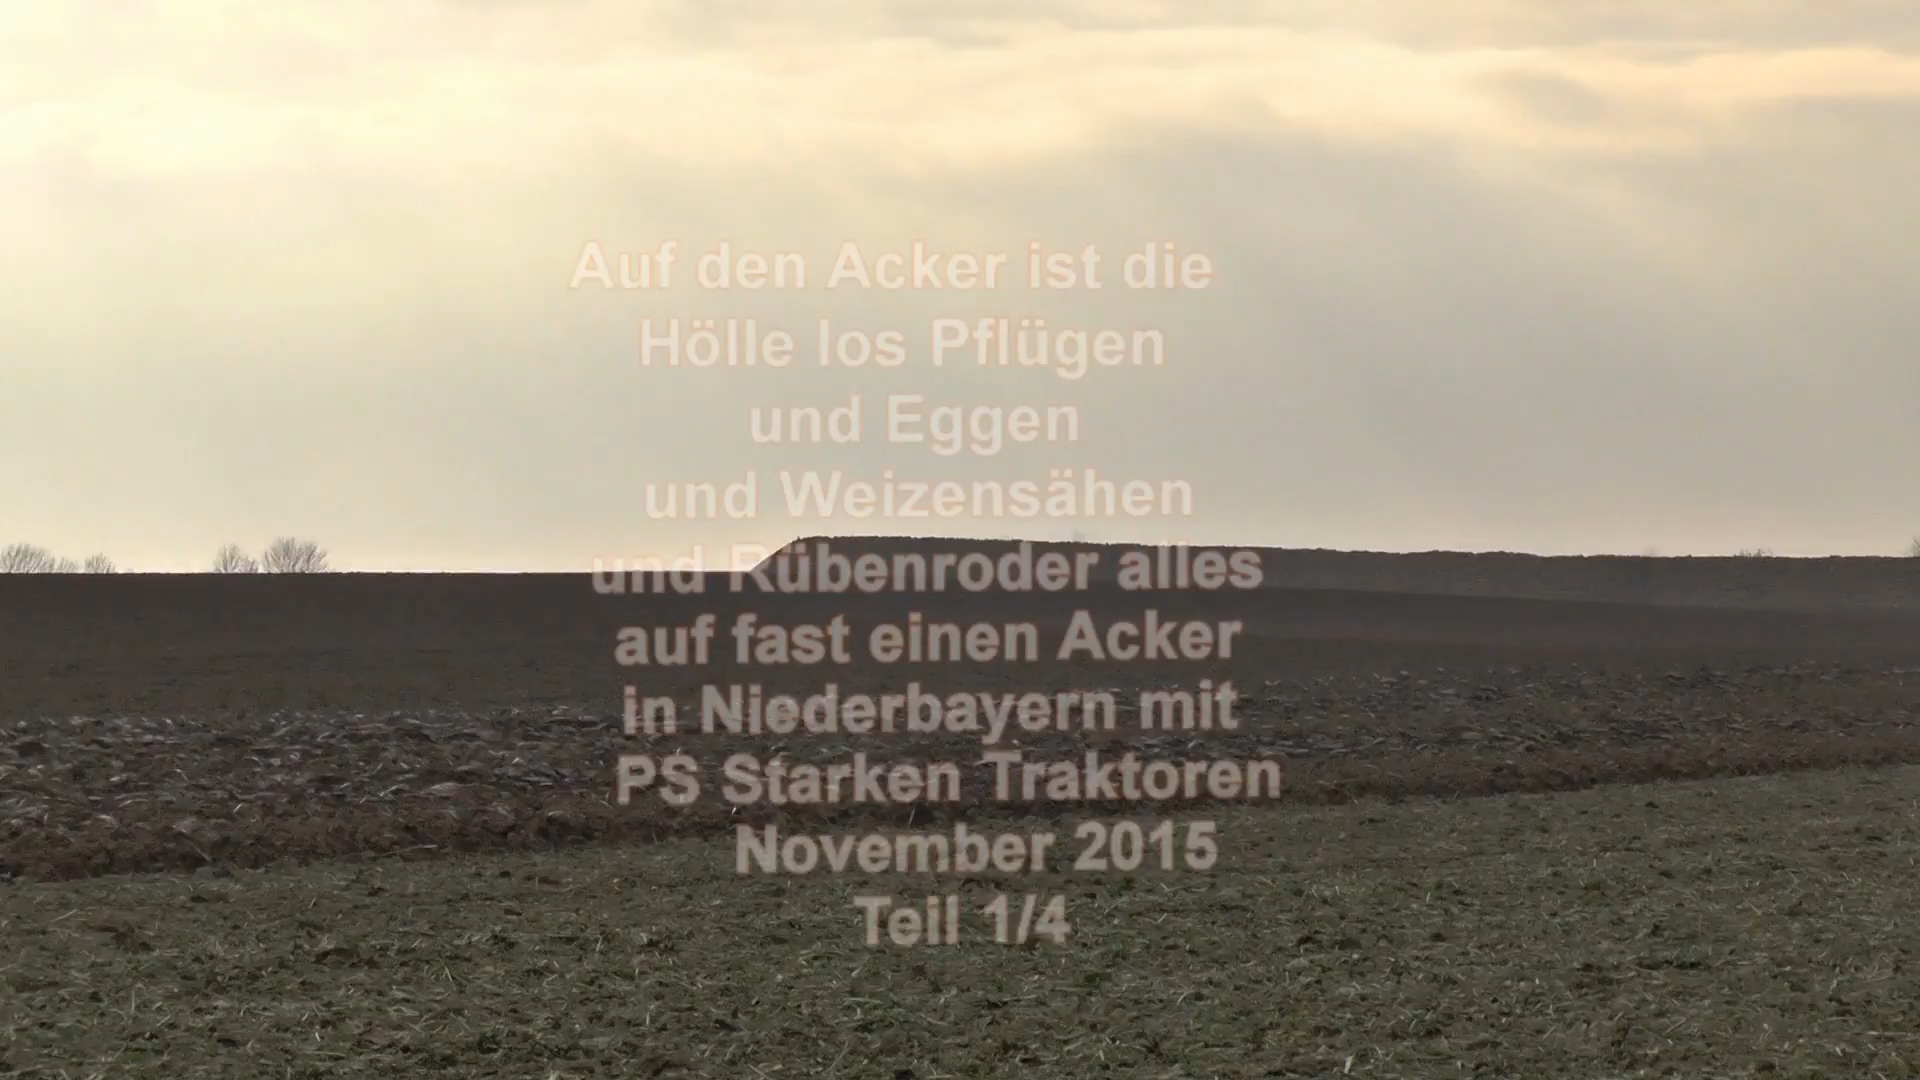 Auf den Acker ist die
Hölle los Pflügen
und Eggen
und Weizensähen
und Rübenroder alles
auf fast einen Acker
in Niederbayern mit
PS Starken Traktoren
November 2015
Teil 1/4